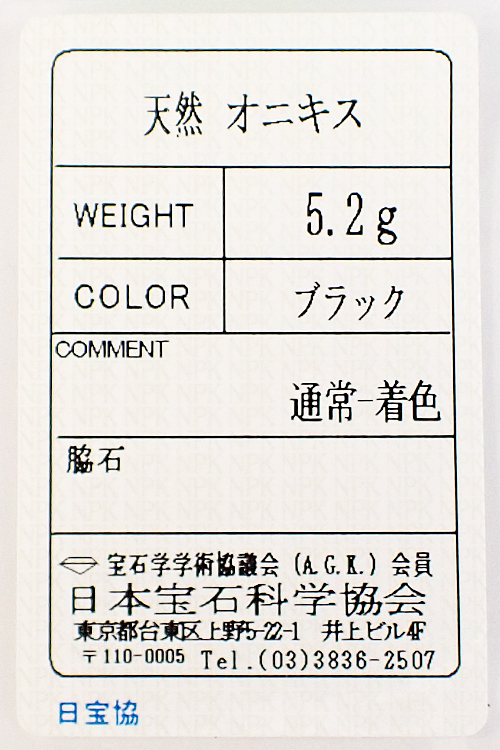 天然 オニキス
WEIGHT 5.2g
COLOR ブラック
COMMENT
通常-着色
脇石
宝石学学術協議会(A.G.K.)会員
日本宝石科学協会
東京都台東区上野5-22-1 井上ビル4F
〒110-0005 Tel.(03)3836-2507
日宝協